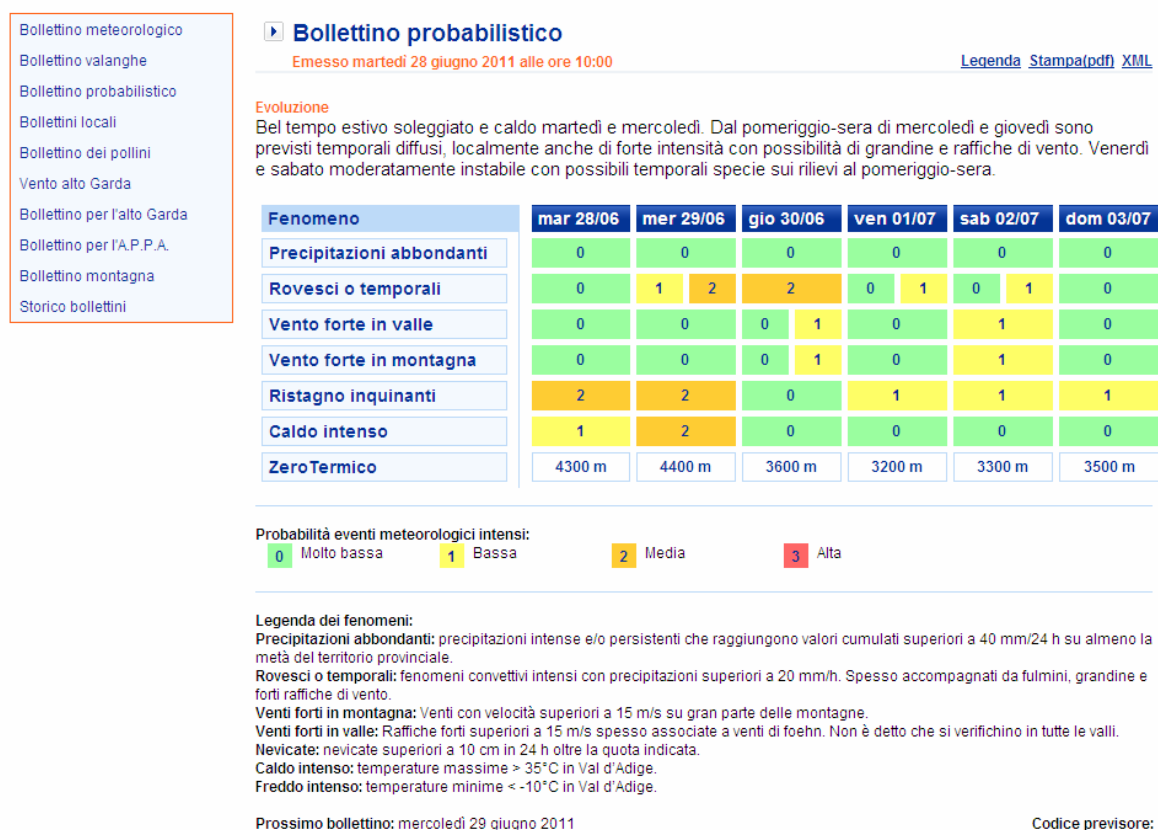 Bollettino meteorologico
Bollettino valanghe
Bollettino probabilistico
Bollettini locali
Bollettino dei pollini
Vento alto Garda
Bollettino per l'alto Garda
Bollettino per l'A.P.P.A.
Bollettino montagna
Storico bollettini
Bollettino probabilistico
Emesso martedì 28 giugno 2011 alle ore 10:00
Legenda Stampa(pdf) XML
Evoluzione
Bel tempo estivo soleggiato e caldo martedì e mercoledì. Dal pomeriggio-sera di mercoledì e giovedì sono
previsti temporali diffusi, localmente anche di forte intensità con possibilità di grandine e raffiche di vento. Venerdì
e sabato moderatamente instabile con possibili temporali specie sui rilievi al pomeriggio-sera.
Fenomeno mar 28/06 mer 29/06 gio 30/06 ven 01/07 sab 02/07 dom 03/07
Precipitazioni abbondanti 0 0 0 0 0 0
Rovesci o temporali 0 1 2 2 0 1 0 1 0
Vento forte in valle 0 0 0 1 0 1 0
Vento forte in montagna 0 0 0 1 0 1 0
Ristagno inquinanti 2 2 0 1 1 1
Caldo intenso 1 2 0 0 0 0
ZeroTermico 4300 m 4400 m 3600 m 3200 m 3300 m 3500 m
Probabilità eventi meteorologici intensi:
0 Molto bassa 1 Bassa 2 Media 3 Alta
Legenda dei fenomeni:
Precipitazioni abbondanti: precipitazioni intense e/o persistenti che raggiungono valori cumulati superiori a 40 mm/24 h su almeno la
metà del territorio provinciale.
Rovesci o temporali: fenomeni convettivi intensi con precipitazioni superiori a 20 mm/h. Spesso accompagnati da fulmini, grandine e
forti raffiche di vento.
Venti forti in montagna: Venti con velocità superiori a 15 m/s su gran parte delle montagne.
Venti forti in valle: Raffiche forti superiori a 15 m/s spesso associate a venti di foehn. Non è detto che si verifichino in tutte le valli.
Nevicate: nevicate superiori a 10 cm in 24 h oltre la quota indicata.
Caldo intenso: temperature massime > 35°C in Val d'Adige.
Freddo intenso: temperature minime < -10°C in Val d'Adige.
Prossimo bollettino: mercoledì 29 giugno 2011 Codice previsore: